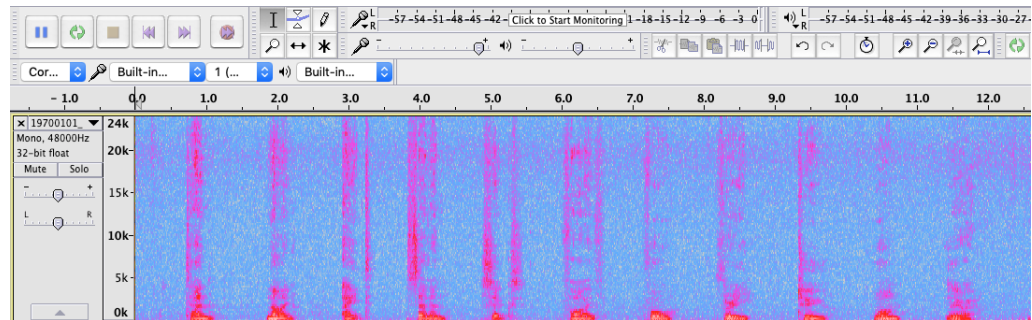 L
R
-57 -54 -51 -48 -45 -42 - Click to Start Monitoring 1 -18 -15 -12 -9 -6 -3 0
L
R
-57 -54 -51 -48 -45 -42 -39 -36 -33 -30 -27
- +
- +
Cor... Built-in... 1 (... Built-in...
- 1.0 0.0 1.0 2.0 3.0 4.0 5.0 6.0 7.0 8.0 9.0 10.0 11.0 12.0
× 19700101_ ▼
Mono, 48000Hz
32-bit float
Mute Solo
- +
L R
24k
20k-
15k-
10k-
5k-
0k